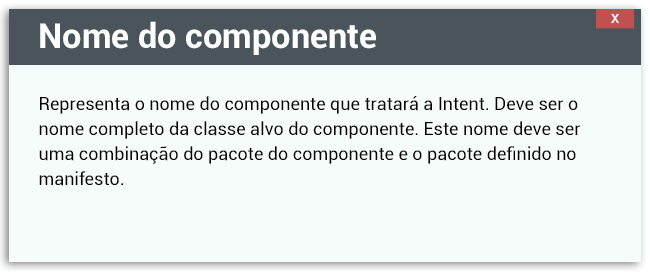 Nome do componente
X
Representa o nome do componente que tratará a Intent. Deve ser o
nome completo da classe alvo do componente. Este nome deve ser
uma combinação do pacote do componente e o pacote definido no
manifesto.